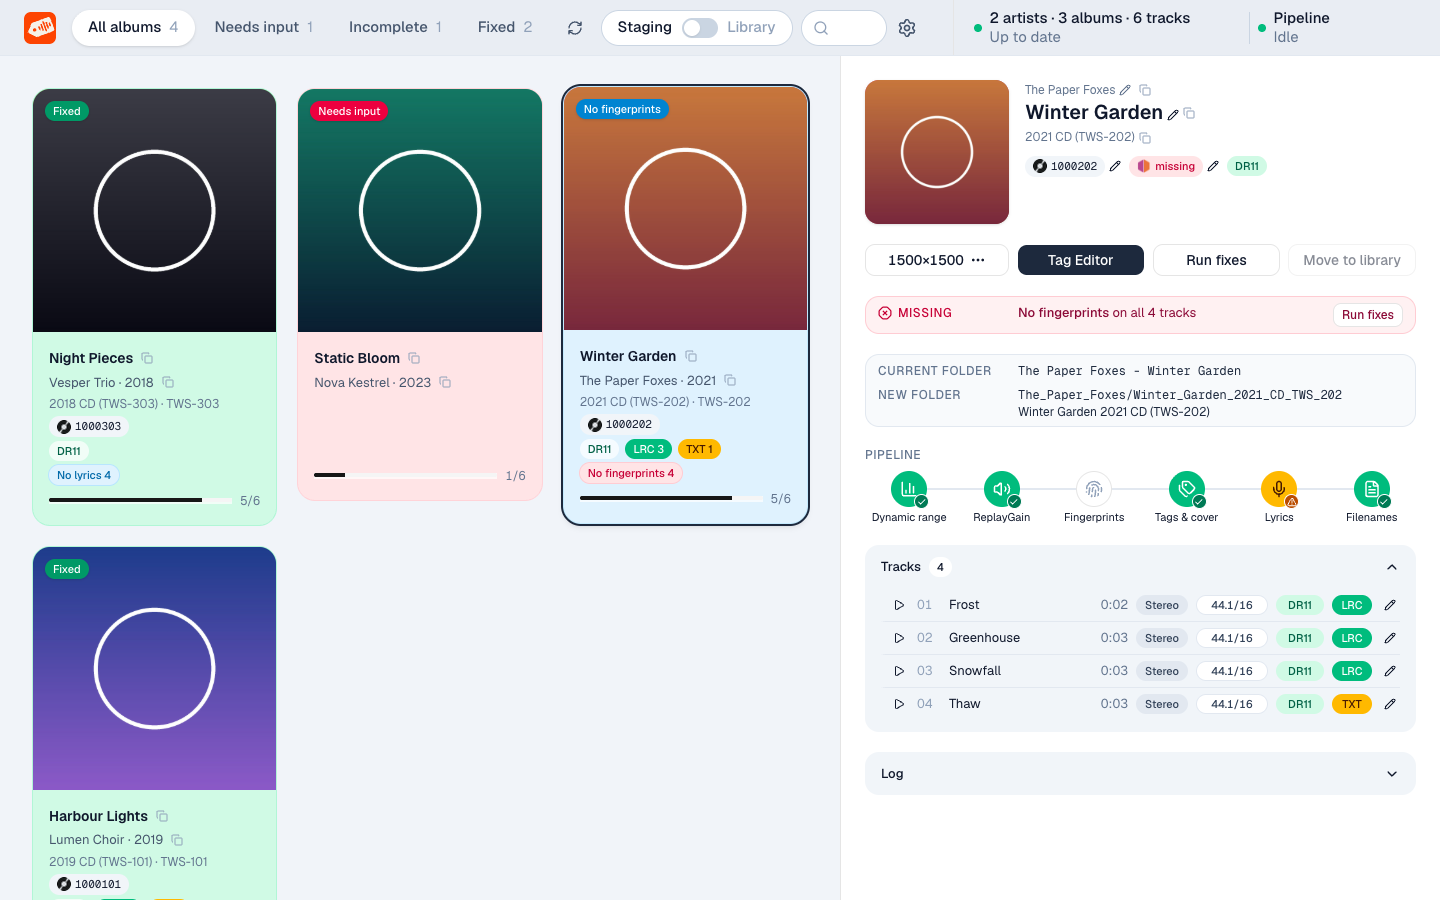 All albums 4
Needs input 1
Incomplete 1
Fixed 2
Staging
Library
2 artists · 3 albums · 6 tracks
Up to date
Pipeline
Idle
Fixed
Night Pieces
Vesper Trio · 2018
2018 CD (TWS-303) · TWS-303
1000303
DR11
No lyrics 4
5/6
Needs input
Static Bloom
Nova Kestrel · 2023
1/6
No fingerprints
Winter Garden
The Paper Foxes · 2021
2021 CD (TWS-202) · TWS-202
1000202
DR11 LRC 3 TXT 1
No fingerprints 4
5/6
Fixed
Harbour Lights
Lumen Choir · 2019
2019 CD (TWS-101) · TWS-101
1000101
The Paper Foxes
Winter Garden
2021 CD (TWS-202)
1000202 missing DR11
1500×1500 ···
Tag Editor
Run fixes
Move to library
MISSING
No fingerprints on all 4 tracks
Run fixes
CURRENT FOLDER The Paper Foxes - Winter Garden
NEW FOLDER The_Paper_Foxes/Winter_Garden_2021_CD_TWS_202
Winter Garden 2021 CD (TWS-202)
PIPELINE
Dynamic range
ReplayGain
Fingerprints
Tags & cover
Lyrics
Filenames
Tracks 4
01 Frost 0:02 Stereo 44.1/16 DR11 LRC
02 Greenhouse 0:03 Stereo 44.1/16 DR11 LRC
03 Snowfall 0:03 Stereo 44.1/16 DR11 LRC
04 Thaw 0:03 Stereo 44.1/16 DR11 TXT
Log